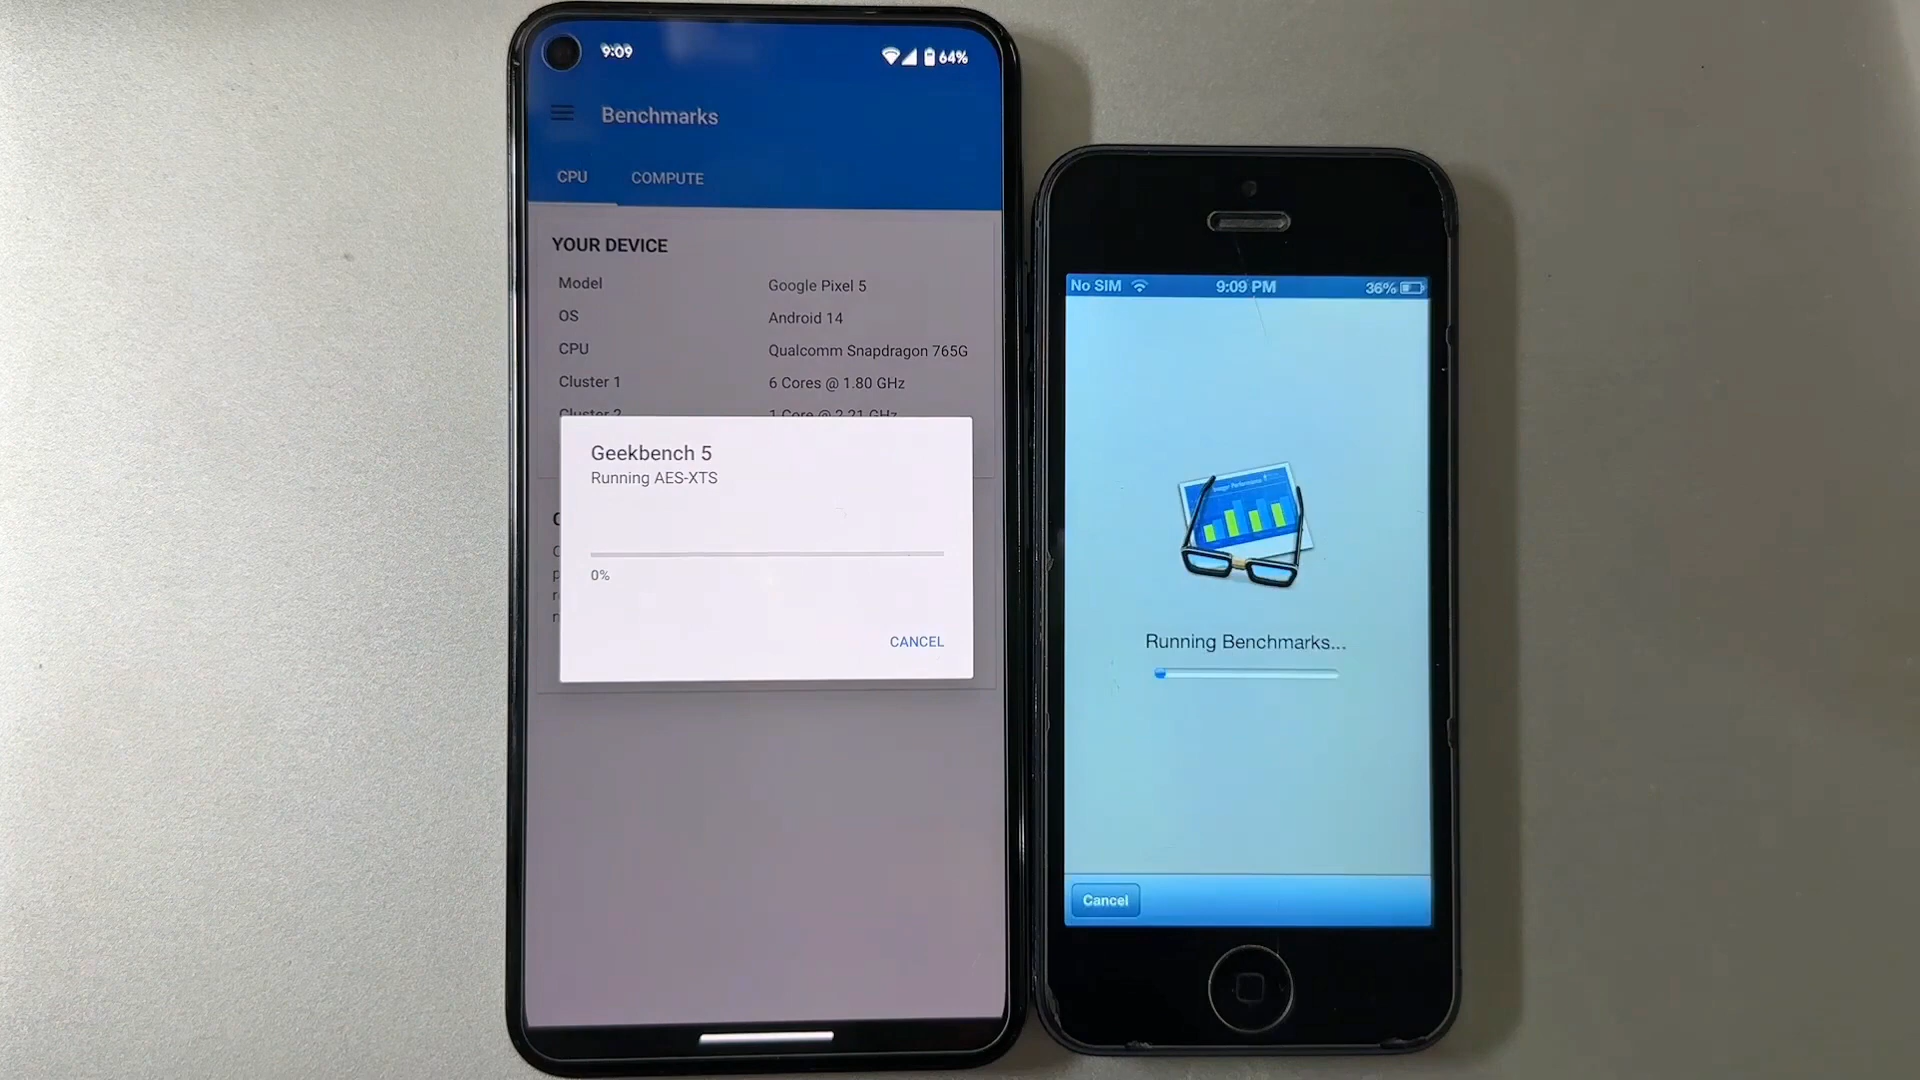 9:09
64%
Benchmarks
CPU
COMPUTE
YOUR DEVICE
Model
Google Pixel 5
OS
Android 14
CPU
Qualcomm Snapdragon 765G
Cluster 1
6 Cores @ 1.80 GHz
Cluster 2
1 Core @ 2.21 GHz
Geekbench 5
Running AES-XTS
0%
CANCEL
No SIM
9:09 PM
36%
Running Benchmarks...
Cancel